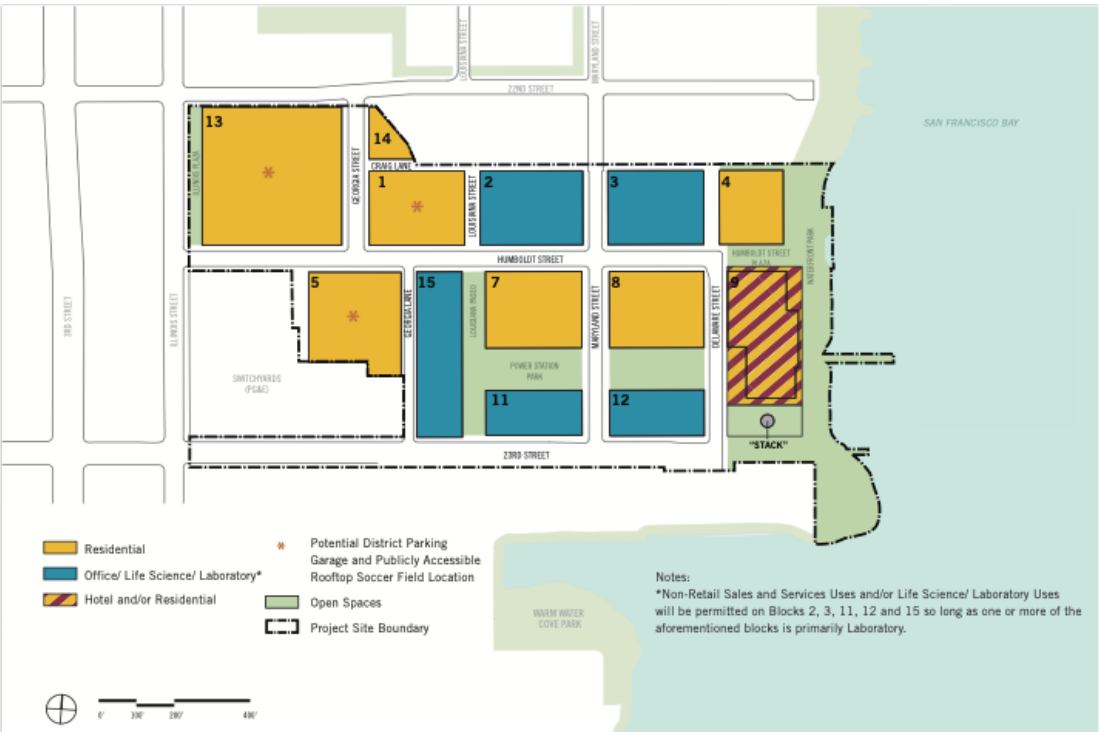 LOUISIANA STREET
MARYLAND STREET
22ND STREET
SAN FRANCISCO BAY
13
14
ILLINOIS PLAZA
GEORGIA STREET
CRAIG LANE
1
LOUISIANA STREET
2
3
4
HUMBOLDT STREET
PLAZA
WATERFRONT PARK
HUMBOLDT STREET
3RD STREET
ILLINOIS STREET
5
GEORGIA LANE
15
LOUISIANA PASEO
7
MARYLAND STREET
8
DELAWARE STREET
9
SWITCHYARDS
(PG&E)
POWER STATION
PARK
11
12
"STACK"
23RD STREET
Residential
Office/ Life Science/ Laboratory*
Hotel and/or Residential
* Potential District Parking
Garage and Publicly Accessible
Rooftop Soccer Field Location
Open Spaces
Project Site Boundary
WARM WATER
COVE PARK
Notes:
*Non-Retail Sales and Services Uses and/or Life Science/ Laboratory Uses
will be permitted on Blocks 2, 3, 11, 12 and 15 so long as one or more of the
aforementioned blocks is primarily Laboratory.
0' 100' 200' 400'